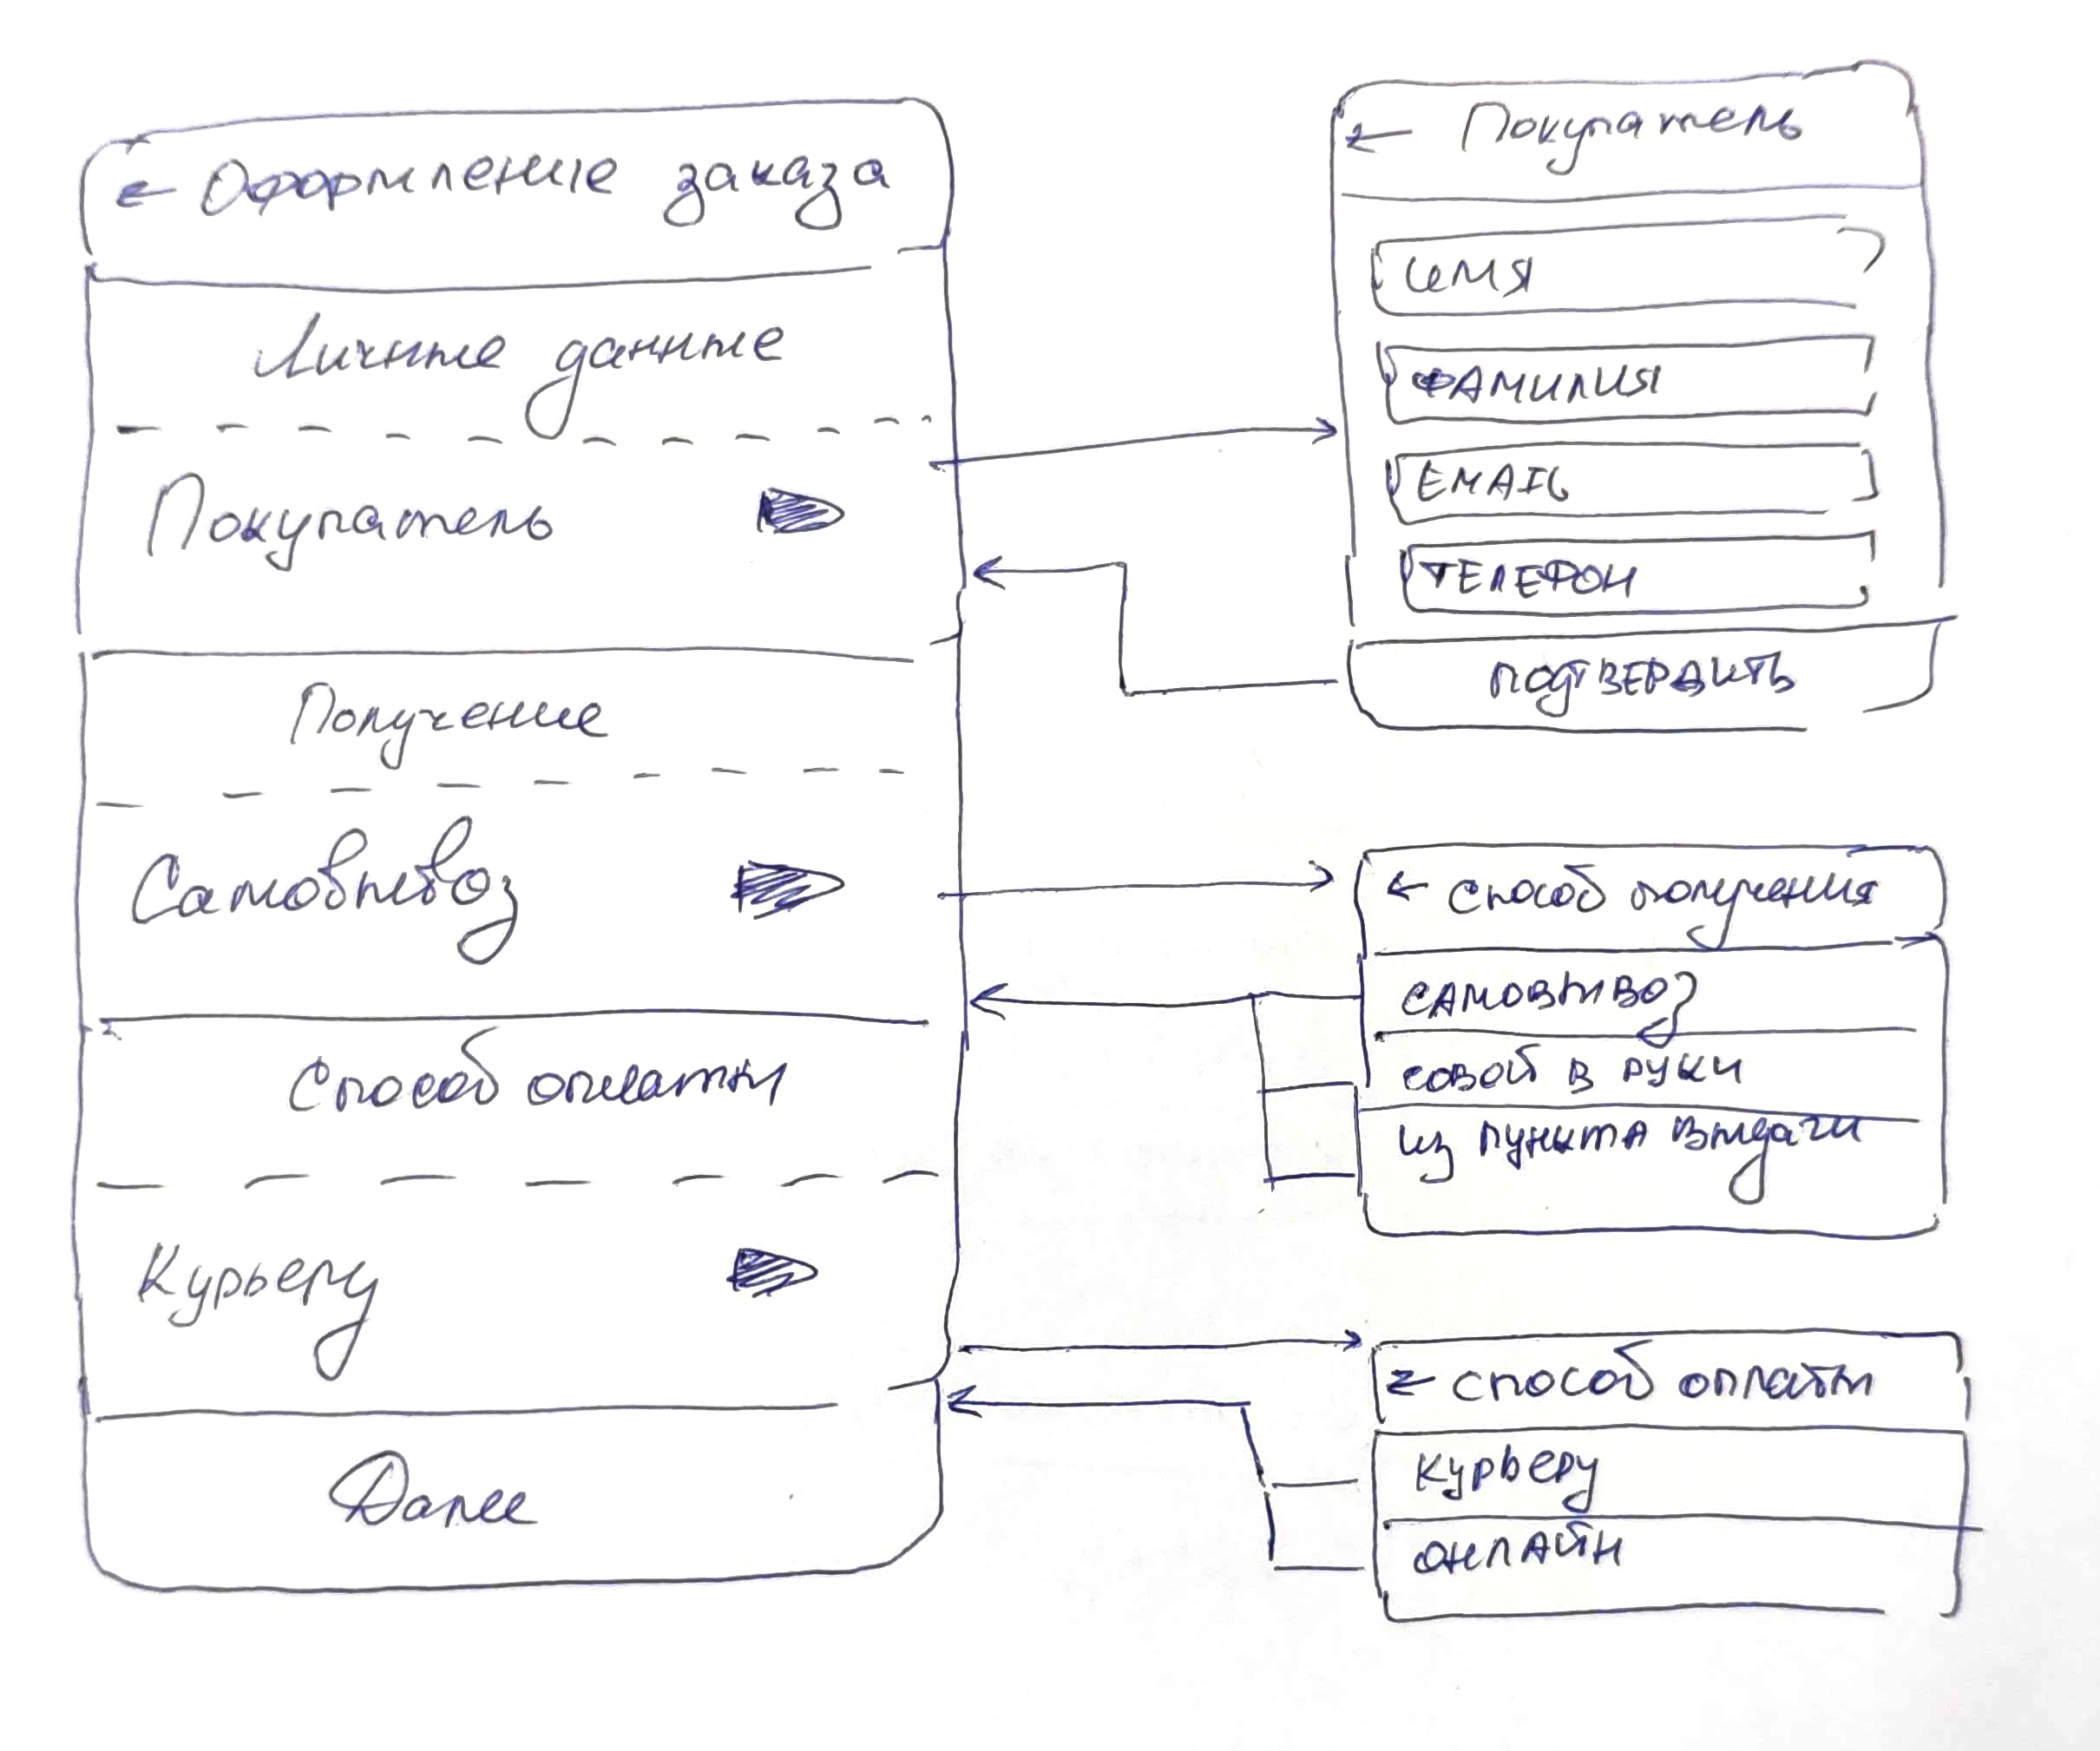 ← Оформление заказа
Личные данные
Покупатель
Получение
Самовывоз
Способ оплаты
Курьеру
Далее
← Покупатель
ИМЯ
ФАМИЛИЯ
EMAIL
ТЕЛЕФОН
ПОДТВЕРДИТЬ
← Способ получения
САМОВЫВОЗ
СОВОЙ В РУКИ
ИЗ ПУНКТА ВЫДАЧИ
← СПОСОБ ОПЛАТЫ
КУРЬЕРУ
ОНЛАЙН